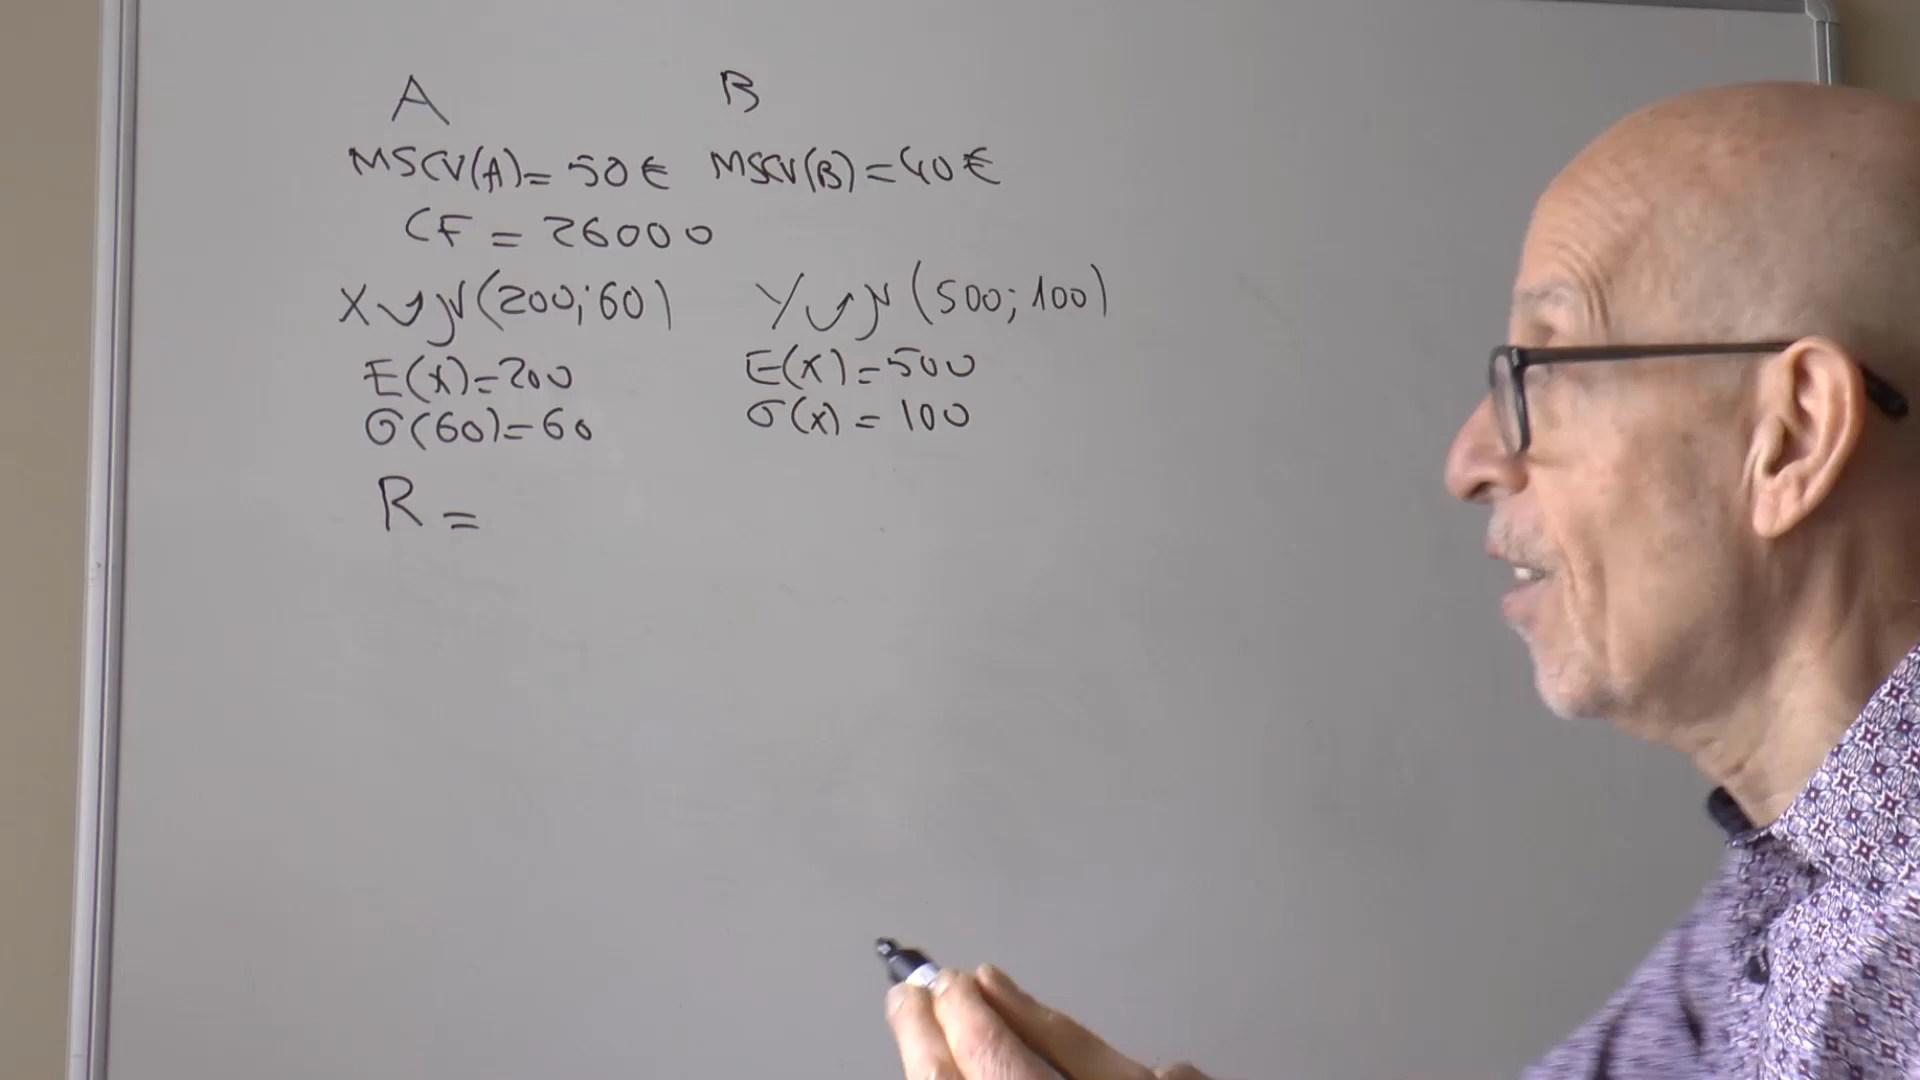 A B
MSCV(A)=50€ MSCV(B)=40€
CF = 26000
X↝N(200;60) Y↝N(500;100)
E(X)=200 E(X)=500
σ(60)=60 σ(x)=100
R =